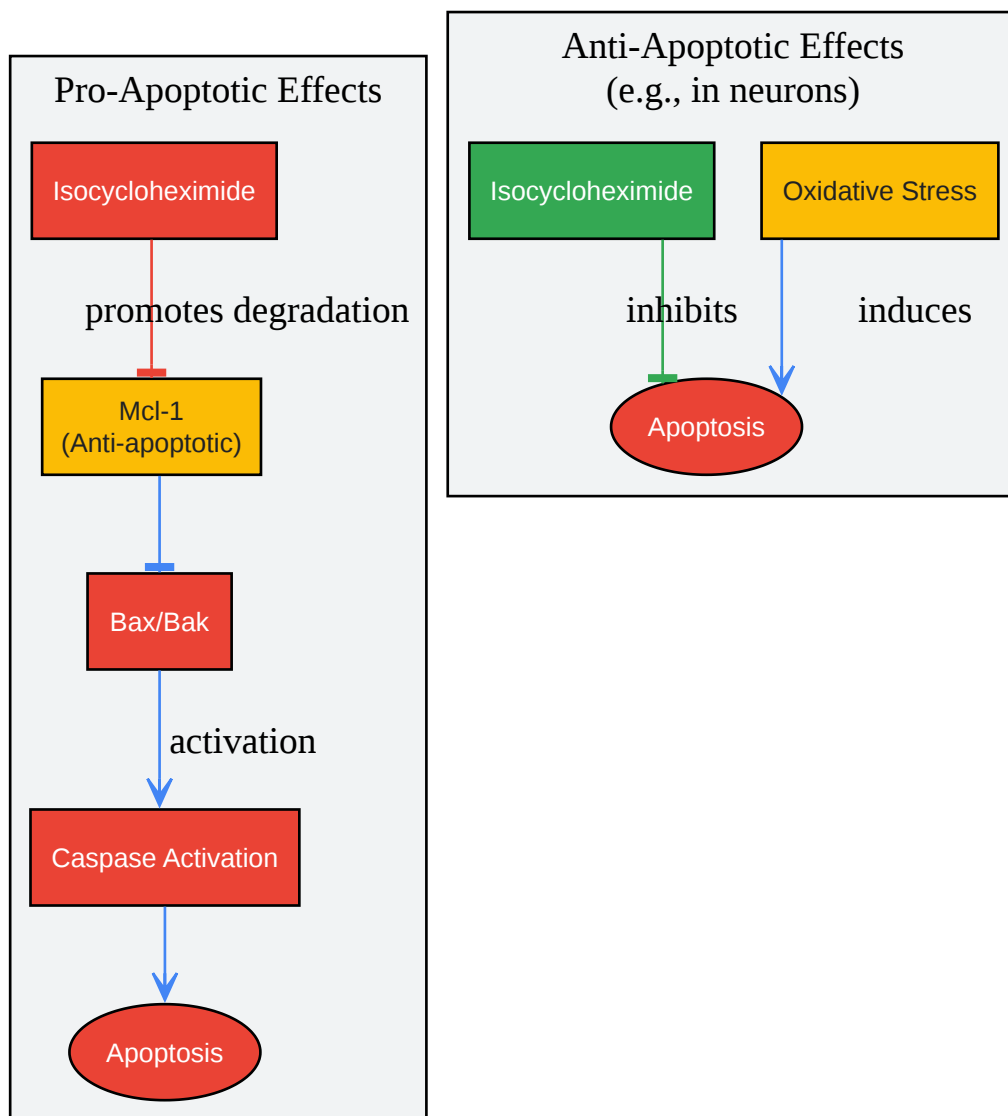 Pro-Apoptotic Effects
Isocycloheximide
promotes degradation
Mcl-1
(Anti-apoptotic)
Bax/Bak
activation
Caspase Activation
Apoptosis
Anti-Apoptotic Effects
(e.g., in neurons)
Isocycloheximide
Oxidative Stress
inhibits
induces
Apoptosis